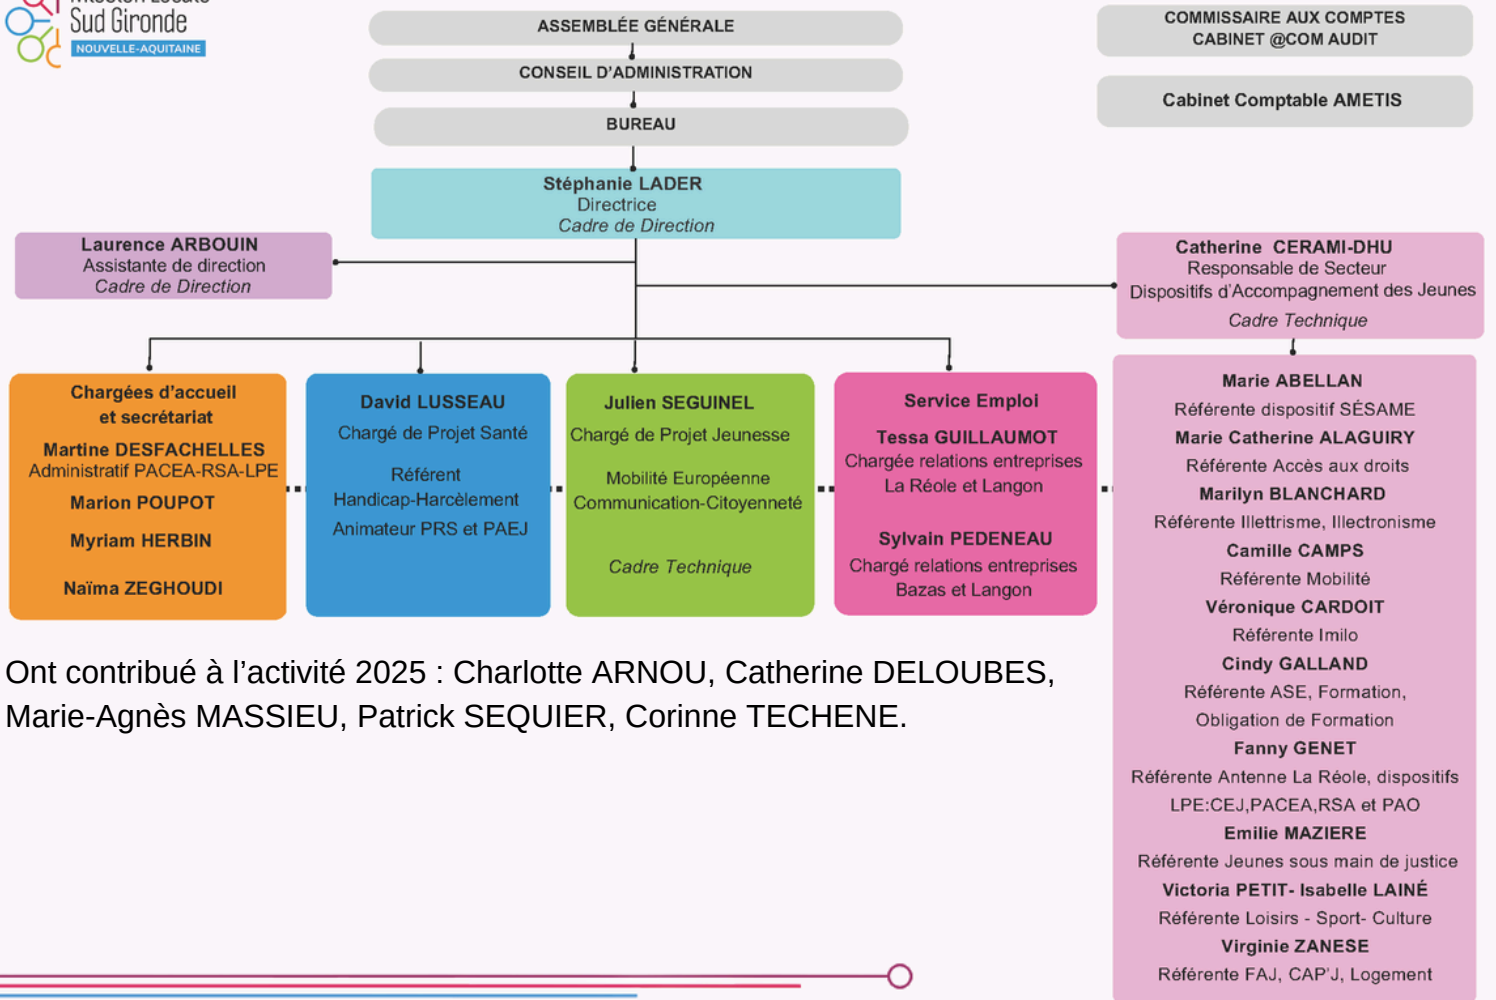 Mission Locale
Sud Gironde
NOUVELLE-AQUITAINE
ASSEMBLÉE GÉNÉRALE
CONSEIL D'ADMINISTRATION
BUREAU
COMMISSAIRE AUX COMPTES
CABINET @COM AUDIT
Cabinet Comptable AMETIS
Stéphanie LADER
Directrice
Cadre de Direction
Laurence ARBOUIN
Assistante de direction
Cadre de Direction
Catherine CERAMI-DHU
Responsable de Secteur
Dispositifs d'Accompagnement des Jeunes
Cadre Technique
Chargées d'accueil
et secrétariat
Martine DESFACHELLES
Administratif PACEA-RSA-LPE
Marion POUPOT
Myriam HERBIN
Naïma ZEGHOUDI
David LUSSEAU
Chargé de Projet Santé
Référent
Handicap-Harcèlement
Animateur PRS et PAEJ
Julien SEGUINEL
Chargé de Projet Jeunesse
Mobilité Européenne
Communication-Citoyenneté
Cadre Technique
Service Emploi
Tessa GUILLAUMOT
Chargée relations entreprises
La Réole et Langon
Sylvain PEDENEAU
Chargé relations entreprises
Bazas et Langon
Marie ABELLAN
Référente dispositif SÉSAME
Marie Catherine ALAGUIRY
Référente Accès aux droits
Marilyn BLANCHARD
Référente Illettrisme, Illectronisme
Camille CAMPS
Référente Mobilité
Véronique CARDOIT
Référente Imilo
Cindy GALLAND
Référente ASE, Formation,
Obligation de Formation
Fanny GENET
Référente Antenne La Réole, dispositifs
LPE:CEJ,PACEA,RSA et PAO
Emilie MAZIERE
Référente Jeunes sous main de justice
Victoria PETIT- Isabelle LAINÉ
Référente Loisirs - Sport- Culture
Virginie ZANESE
Référente FAJ, CAP'J, Logement
Ont contribué à l'activité 2025 : Charlotte ARNOU, Catherine DELOUBES,
Marie-Agnès MASSIEU, Patrick SEQUIER, Corinne TECHENE.